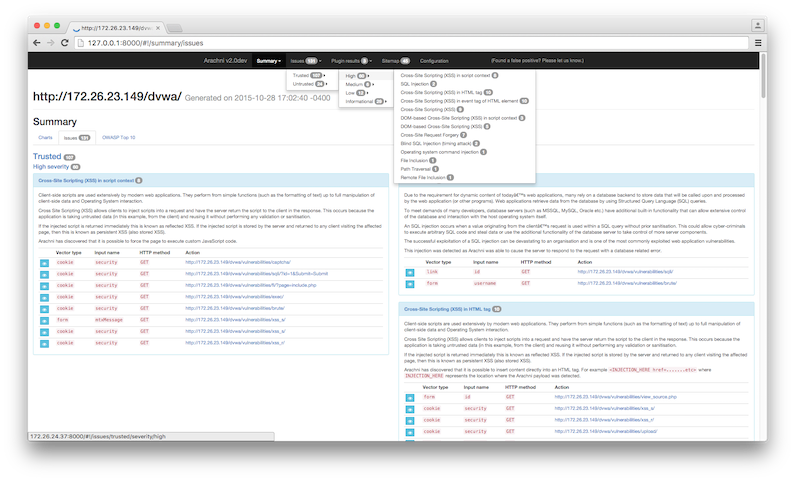 http://172.26.23.149/dvw
127.0.0.1:8000/#!/summary/issues
Arachni v2.0dev Summary Issues 131 Plugin results Sitemap Configuration (Found a false positive? Please let us know.)
Trusted 107
Untrusted 24
High
Medium
Low
Informational
Cross-Site Scripting (XSS) in script context
SQL Injection
Cross-Site Scripting (XSS) in HTML tag 10
Cross-Site Scripting (XSS) in event tag of HTML element 10
Cross-Site Scripting (XSS)
DOM-based Cross-Site Scripting (XSS) in script context
DOM-based Cross-Site Scripting (XSS)
Cross-Site Request Forgery 7
Blind SQL Injection (timing attack) 2
Operating system command injection 1
File Inclusion 1
Path Traversal 1
Remote File Inclusion 1
http://172.26.23.149/dvwa/ Generated on 2015-10-28 17:02:40 -0400
Summary
Charts Issues 131 OWASP Top 10
Trusted 107
High severity
Cross-Site Scripting (XSS) in script context
Client-side scripts are used extensively by modern web applications. They perform from simple functions (such as the formatting of text) up to full manipulation of
client-side data and Operating System interaction.
Cross Site Scripting (XSS) allows clients to inject scripts into a request and have the server return the script to the client in the response. This occurs because the
application is taking untrusted data (in this example, from the client) and reusing it without performing any validation or sanitisation.
If the injected script is returned immediately this is known as reflected XSS. If the injected script is stored by the server and returned to any client visiting the affected
page, then this is known as persistent XSS (also stored XSS).
Arachni has discovered that it is possible to force the page to execute custom JavaScript code.
Vector type Input name HTTP method Action
cookie security GET http://172.26.23.149/dvwa/vulnerabilities/captcha/
cookie security GET http://172.26.23.149/dvwa/vulnerabilities/sqli/?id=1&Submit=Submit
cookie security GET http://172.26.23.149/dvwa/vulnerabilities/fi/?page=include.php
cookie security GET http://172.26.23.149/dvwa/vulnerabilities/exec/
cookie security GET http://172.26.23.149/dvwa/vulnerabilities/brute/
form mtxMessage GET http://172.26.23.149/dvwa/vulnerabilities/xss_s/
cookie security GET http://172.26.23.149/dvwa/vulnerabilities/xss_s/
cookie security GET http://172.26.23.149/dvwa/vulnerabilities/xss_r/
Due to the requirement for dynamic content of todayâ€™s web applications, many rely on a database backend to store data that will be called upon and processed
by the web application (or other programs). Web applications retrieve data from the database by using Structured Query Language (SQL) queries.
To meet demands of many developers, database servers (such as MSSQL, MySQL, Oracle etc.) have additional built-in functionality that can allow extensive control
of the database and interaction with the host operating system itself.
An SQL injection occurs when a value originating from the clientâ€™s request is used within a SQL query without prior sanitisation. This could allow cyber-criminals
to execute arbitrary SQL code and steal data or use the additional functionality of the database server to take control of more server components.
The successful exploitation of a SQL injection can be devastating to an organisation and is one of the most commonly exploited web application vulnerabilities.
This injection was detected as Arachni was able to cause the server to respond to the request with a database related error.
Vector type Input name HTTP method Action
link id GET http://172.26.23.149/dvwa/vulnerabilities/sqli/
form username GET http://172.26.23.149/dvwa/vulnerabilities/brute/
Cross-Site Scripting (XSS) in HTML tag 10
Client-side scripts are used extensively by modern web applications. They perform from simple functions (such as the formatting of text) up to full manipulation of
client-side data and Operating System interaction.
Cross Site Scripting (XSS) allows clients to inject scripts into a request and have the server return the script to the client in the response. This occurs because the
application is taking untrusted data (in this example, from the client) and reusing it without performing any validation or sanitisation.
If the injected script is returned immediately this is known as reflected XSS. If the injected script is stored by the server and returned to any client visiting the affected
page, then this is known as persistent XSS (also stored XSS).
Arachni has discovered that it is possible to insert content directly into an HTML tag. For example <INJECTION_HERE href=.......etc> where
INJECTION_HERE represents the location where the Arachni payload was detected.
Vector type Input name HTTP method Action
form id GET http://172.26.23.149/dvwa/vulnerabilities/view_source.php
cookie security GET http://172.26.23.149/dvwa/vulnerabilities/xss_s/
cookie security GET http://172.26.23.149/dvwa/vulnerabilities/xss_r/
cookie security GET http://172.26.23.149/dvwa/vulnerabilities/upload/
172.26.24.37:8000/#!/issues/trusted/severity/high